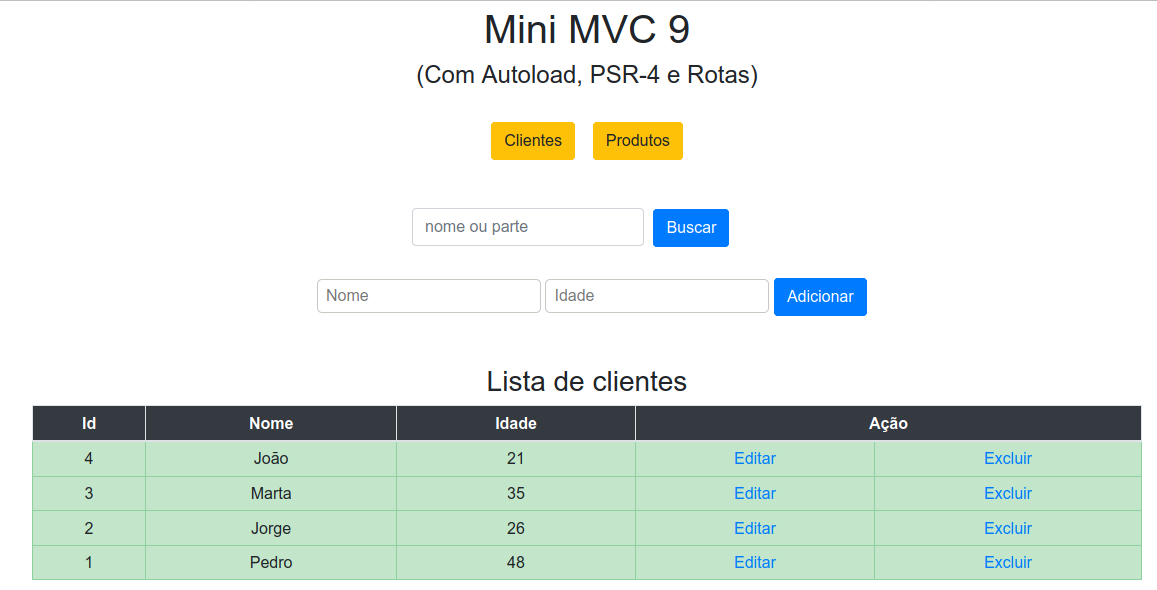 Mini MVC 9
(Com Autoload, PSR-4 e Rotas)
Clientes Produtos
nome ou parte Buscar
Nome Idade Adicionar
Lista de clientes
Id Nome Idade Ação
4 João 21 Editar Excluir
3 Marta 35 Editar Excluir
2 Jorge 26 Editar Excluir
1 Pedro 48 Editar Excluir